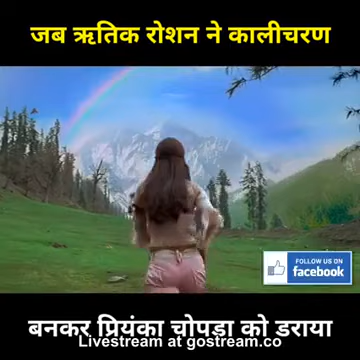 जब ऋतिक रोशन ने कालीचरण
FOLLOW US ON
facebook
बनकर प्रियंका चोपड़ा को डराया
Livestream at gostream.co